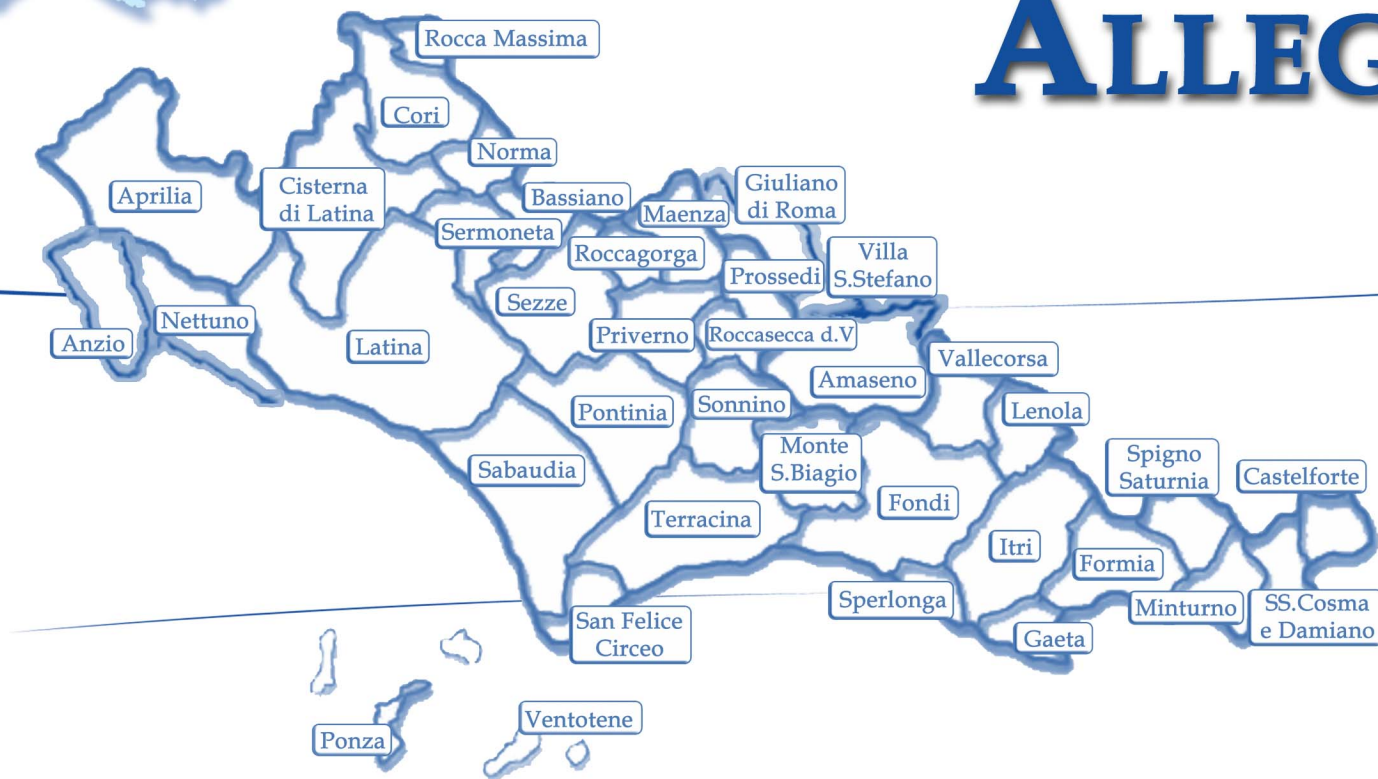 ALLEG
Rocca Massima
Cori
Norma
Aprilia
Cisterna
di Latina
Bassiano
Maenza
Giuliano
di Roma
Sermoneta
Roccagorga
Prossedi
Villa
S.Stefano
Sezze
Anzio
Nettuno
Latina
Priverno
Roccasecca d.V
Vallecorsa
Amaseno
Pontinia
Sonnino
Lenola
Sabaudia
Monte
S.Biagio
Spigno
Saturnia
Castelforte
Fondi
Terracina
Itri
Formia
Sperlonga
Minturno
SS.Cosma
e Damiano
San Felice
Circeo
Gaeta
Ponza
Ventotene